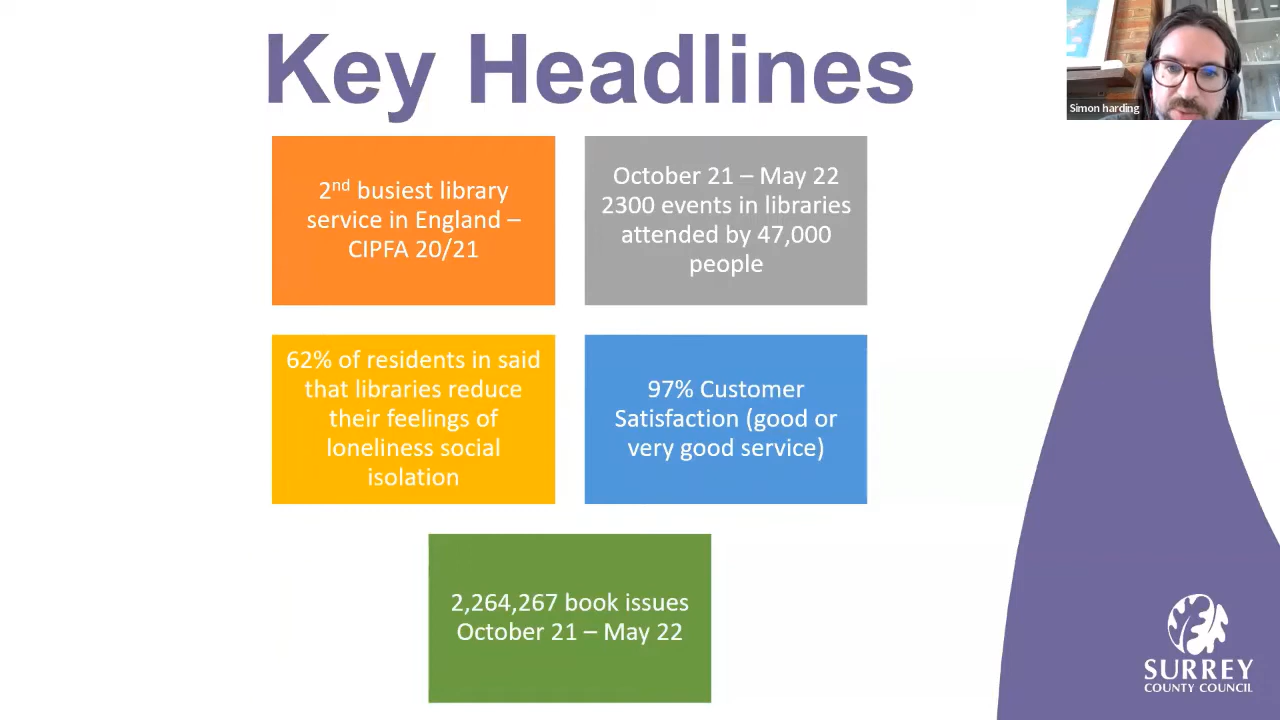 Key Headlines
Simon harding
2nd busiest library
service in England –
CIPFA 20/21
October 21 – May 22
2300 events in libraries
attended by 47,000
people
62% of residents in said
that libraries reduce
their feelings of
loneliness social
isolation
97% Customer
Satisfaction (good or
very good service)
2,264,267 book issues
October 21 – May 22
SURREY
COUNTY COUNCIL